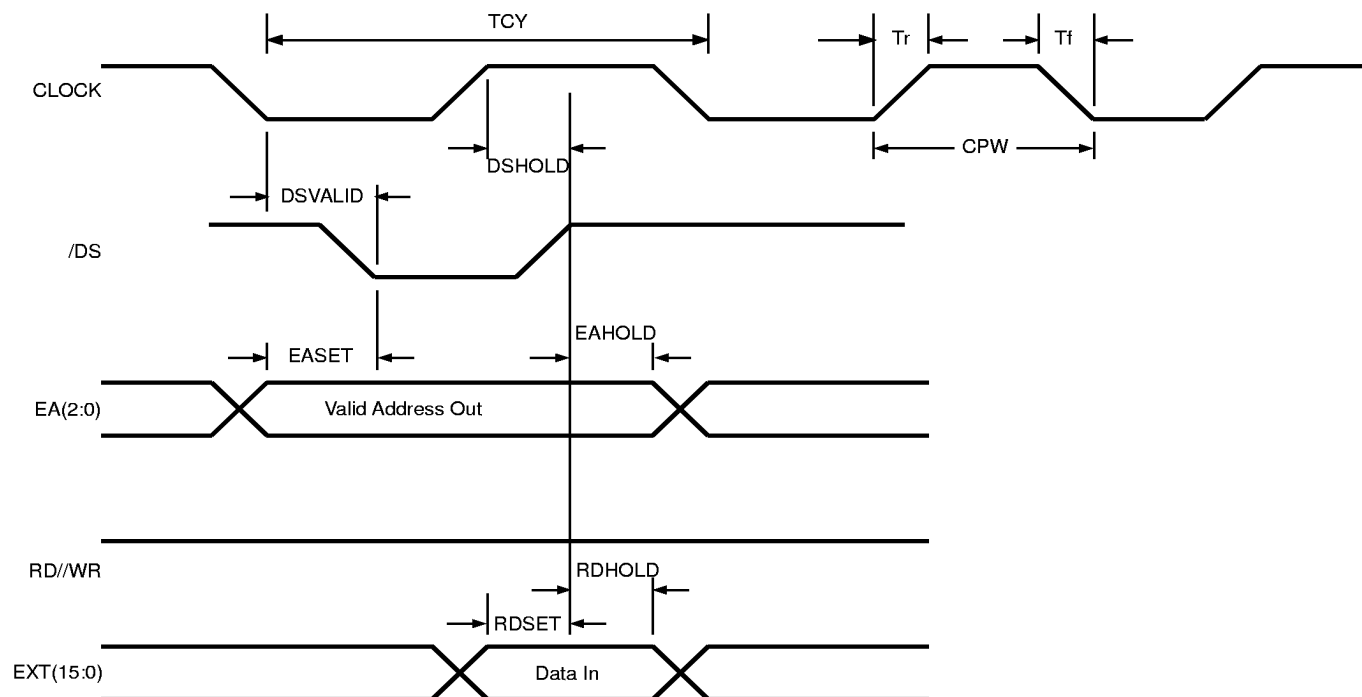 TCY
Tr
Tf
CLOCK
DSHOLD
CPW
DSVALID
/DS
EAHOLD
EASET
EA(2:0)
Valid Address Out
RD//WR
RDHOLD
RDSET
EXT(15:0)
Data In